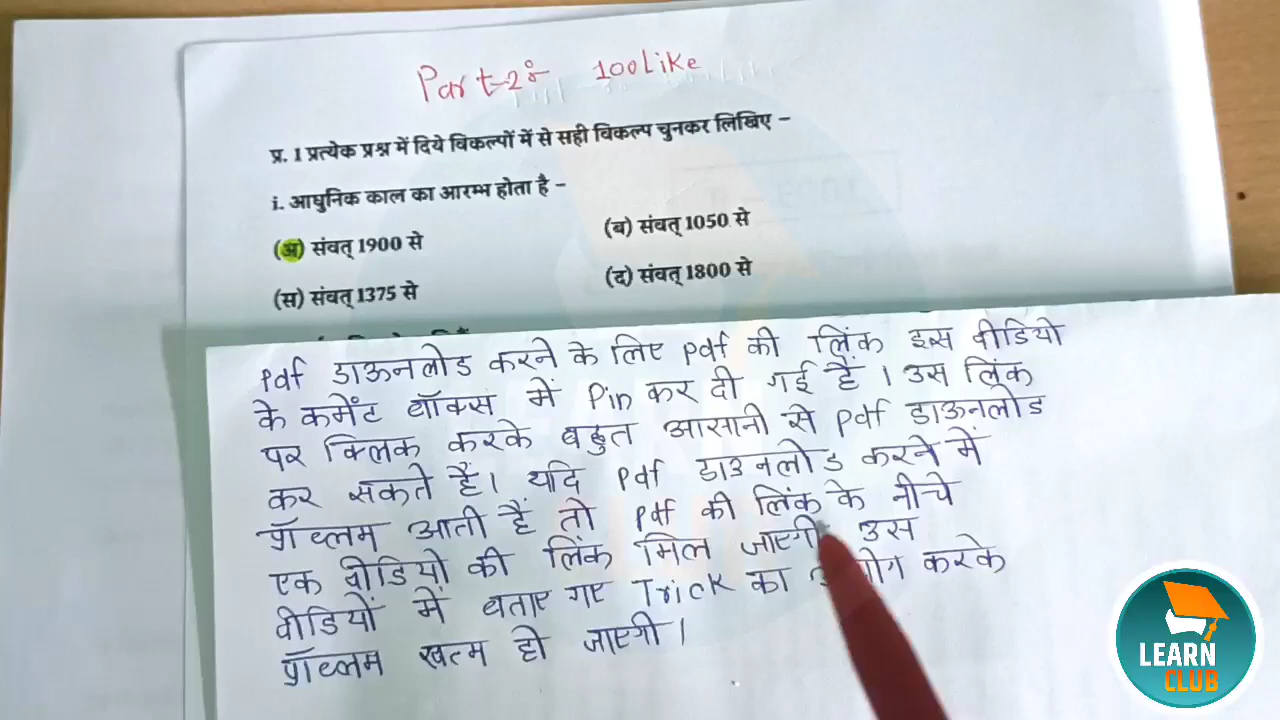 Part-2 100Like
प्र. 1 प्रत्येक प्रश्न में दिये विकल्पों में से सही विकल्प चुनकर लिखिए –
i. आधुनिक काल का आरम्भ होता है –
(अ) संवत् 1900 से (ब) संवत् 1050 से
(स) संवत् 1375 से (द) संवत् 1800 से
Pdf डाऊनलोड करने के लिए Pdf की लिंक इस वीडियो
के कमेंट बॉक्स में Pin कर दी गई हैं । उस लिंक
पर क्लिक करके बहुत आसानी से Pdf डाऊनलोड
कर सकते हैं। यदि Pdf डाउनलोड करने में
प्रॉब्लम आती हैं तो Pdf की लिंक के नीचे
एक वीडियो की लिंक मिल जाएगी उस
वीडियों में बताए गए Trick का करके
प्रॉब्लम खत्म हो जाएगी ।
LEARN
CLUB